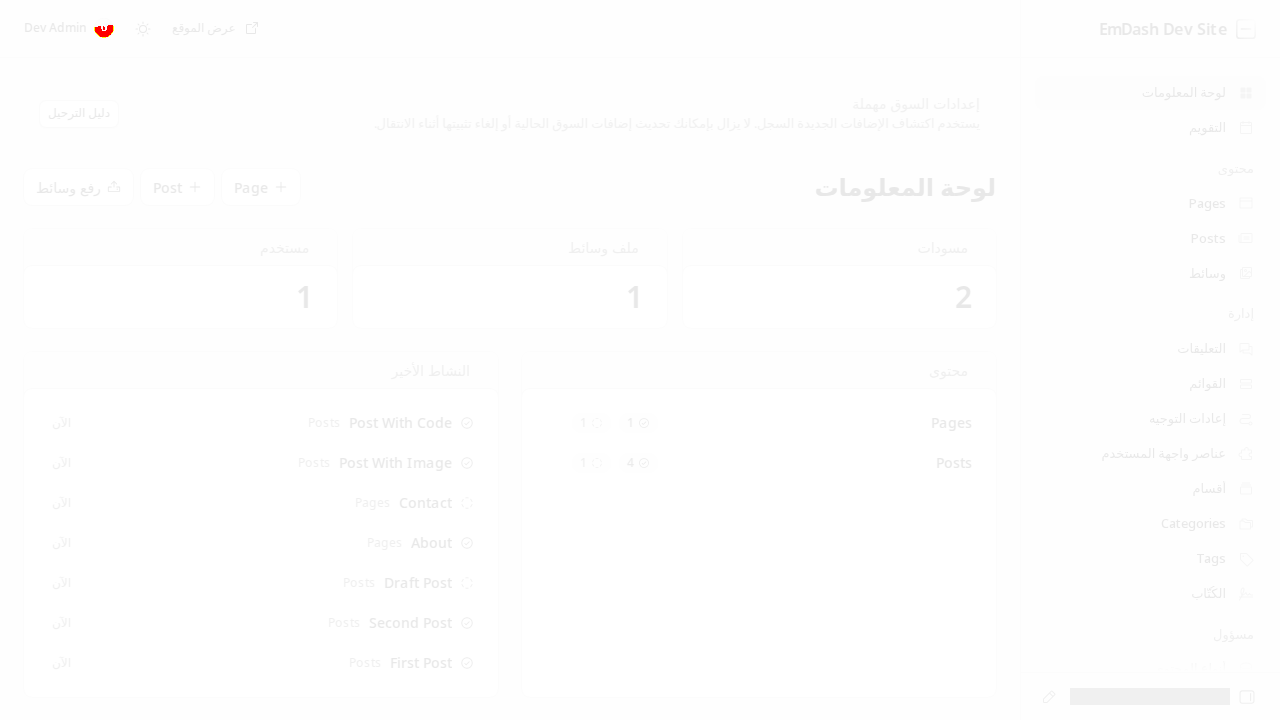 EmDash Dev Site
عرض الموقع
Dev Admin
لوحة المعلومات
التقويم
محتوى
Pages
Posts
وسائط
إدارة
التعليقات
القوائم
إعادات التوجيه
عناصر واجهة المستخدم
أقسام
Categories
Tags
الكتّاب
مسؤول
إعدادات السوق مهملة
يستخدم اكتشاف الإضافات الجديدة السجل. لا يزال بإمكانك تحديث إضافات السوق الحالية أو إلغاء تثبيتها أثناء الانتقال.
دليل الترحيل
لوحة المعلومات
Page
Post
رفع وسائط
مسودات
2
ملف وسائط
1
مستخدم
1
محتوى
Pages 1 1
Posts 4 1
النشاط الأخير
Post With Code Posts الآن
Post With Image Posts الآن
Contact Pages الآن
About Pages الآن
Draft Post Posts الآن
Second Post Posts الآن
First Post Posts الآن